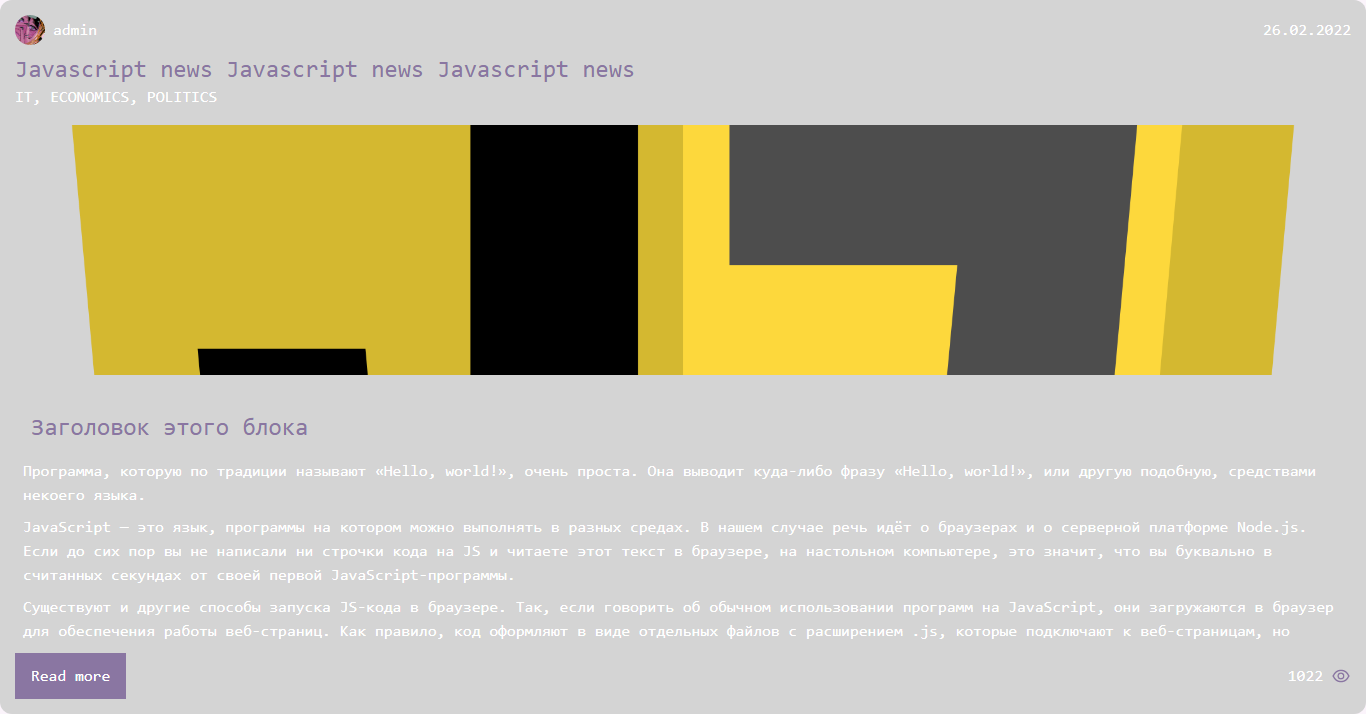 admin
26.02.2022
Javascript news Javascript news Javascript news
IT, ECONOMICS, POLITICS
Заголовок этого блока
Программа, которую по традиции называют «Hello, world!», очень проста. Она выводит куда-либо фразу «Hello, world!», или другую подобную, средствами
некоего языка.
JavaScript — это язык, программы на котором можно выполнять в разных средах. В нашем случае речь идёт о браузерах и о серверной платформе Node.js.
Если до сих пор вы не написали ни строчки кода на JS и читаете этот текст в браузере, на настольном компьютере, это значит, что вы буквально в
считанных секундах от своей первой JavaScript-программы.
Существуют и другие способы запуска JS-кода в браузере. Так, если говорить об обычном использовании программ на JavaScript, они загружаются в браузер
для обеспечения работы веб-страниц. Как правило, код оформляют в виде отдельных файлов с расширением .js, которые подключают к веб-страницам, но
Read more
1022